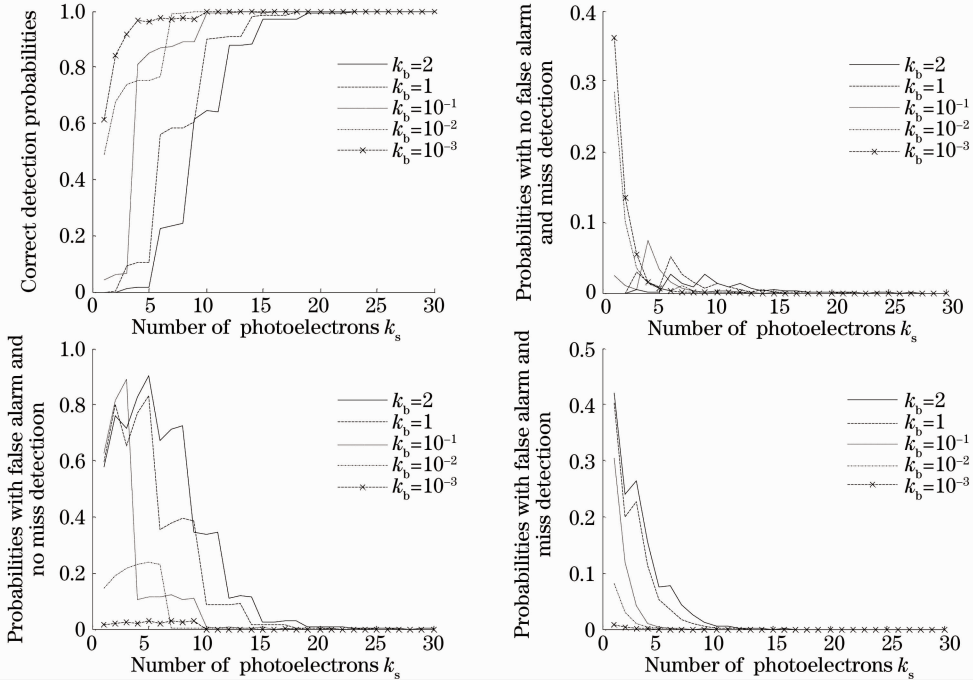 Correct detection probabilities
1.0
0.8
0.6
0.4
0.2
0
k_b=2
k_b=1
k_b=10⁻¹
k_b=10⁻²
k_b=10⁻³
0 5 10 15 20 25 30
Number of photoelectrons k_s
Probabilities with no false alarm
and miss detectioon
0.4
0.3
0.2
0.1
0
k_b=2
k_b=1
k_b=10⁻¹
k_b=10⁻²
k_b=10⁻³
0 5 10 15 20 25 30
Number of photoelectrons k_s
Probabilities with false alarm and
no miss detectioon
1.0
0.8
0.6
0.4
0.2
0
k_b=2
k_b=1
k_b=10⁻¹
k_b=10⁻²
k_b=10⁻³
0 5 10 15 20 25 30
Number of photoelectrons k_s
Probabilities with false alarm and
miss detectioon
0.5
0.4
0.3
0.2
0.1
0
k_b=2
k_b=1
k_b=10⁻¹
k_b=10⁻²
k_b=10⁻³
0 5 10 15 20 25 30
Number of photoelectrons k_s